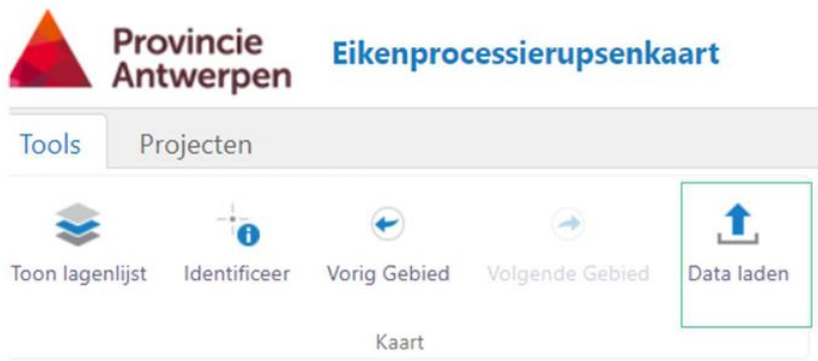 Provincie
Antwerpen
Eikenprocessierupsenkaart
Tools Projecten
Toon lagenlijst Identificeer Vorig Gebied Volgende Gebied Data laden
Kaart